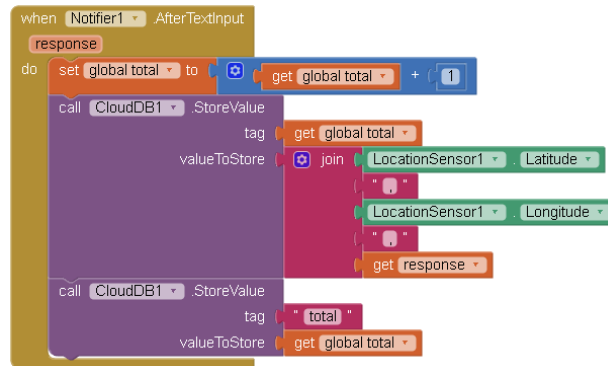 when Notifier1 .AfterTextInput
response
do set global total to get global total + 1
call CloudDB1 .StoreValue
tag get global total
valueToStore join LocationSensor1 . Latitude
" , "
LocationSensor1 . Longitude
" , "
get response
call CloudDB1 .StoreValue
tag " total "
valueToStore get global total